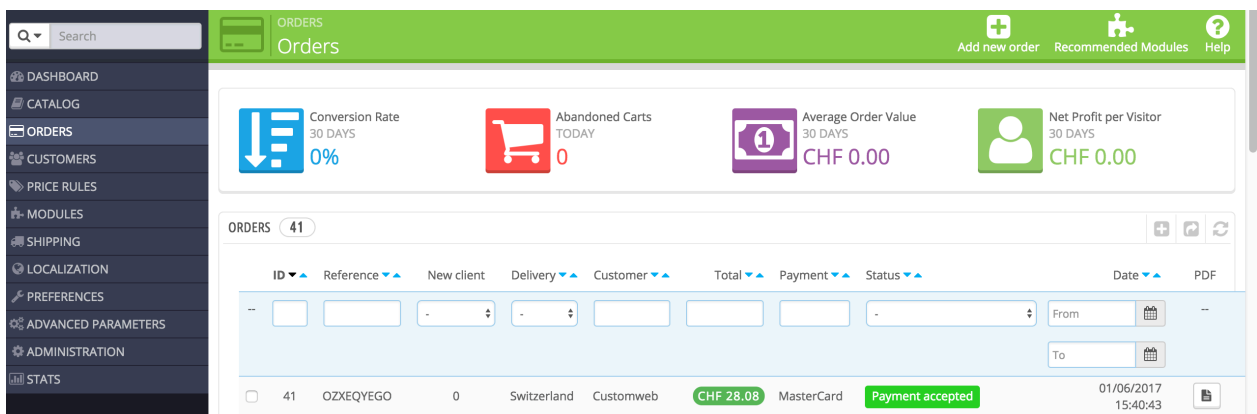 Search
ORDERS
Orders
Add new order
Recommended Modules
Help
DASHBOARD
CATALOG
ORDERS
CUSTOMERS
PRICE RULES
MODULES
SHIPPING
LOCALIZATION
PREFERENCES
ADVANCED PARAMETERS
ADMINISTRATION
STATS
Conversion Rate
30 DAYS
0%
Abandoned Carts
TODAY
0
1
Average Order Value
30 DAYS
CHF 0.00
Net Profit per Visitor
30 DAYS
CHF 0.00
ORDERS 41
ID Reference New client Delivery Customer Total Payment Status Date PDF
-- - - - From --
To
41 OZXEQYEGO 0 Switzerland Customweb CHF 28.08 MasterCard Payment accepted 01/06/2017
15:40:43